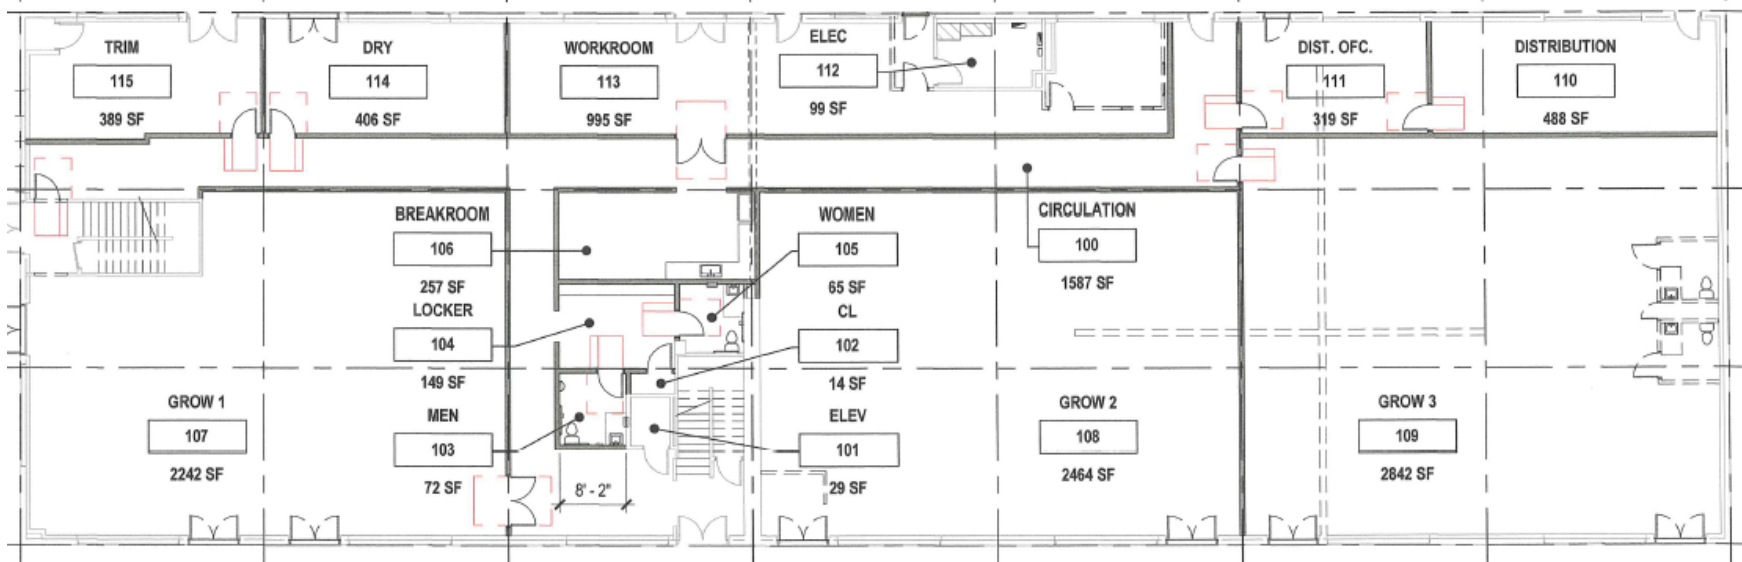 TRIM
115
389 SF
DRY
114
406 SF
WORKROOM
113
995 SF
ELEC
112
99 SF
DIST. OFC.
111
319 SF
DISTRIBUTION
110
488 SF
BREAKROOM
106
257 SF
LOCKER
104
149 SF
MEN
103
72 SF
WOMEN
105
65 SF
CL
102
14 SF
ELEV
101
29 SF
CIRCULATION
100
1587 SF
GROW 1
107
2242 SF
8' - 2"
GROW 2
108
2464 SF
GROW 3
109
2842 SF